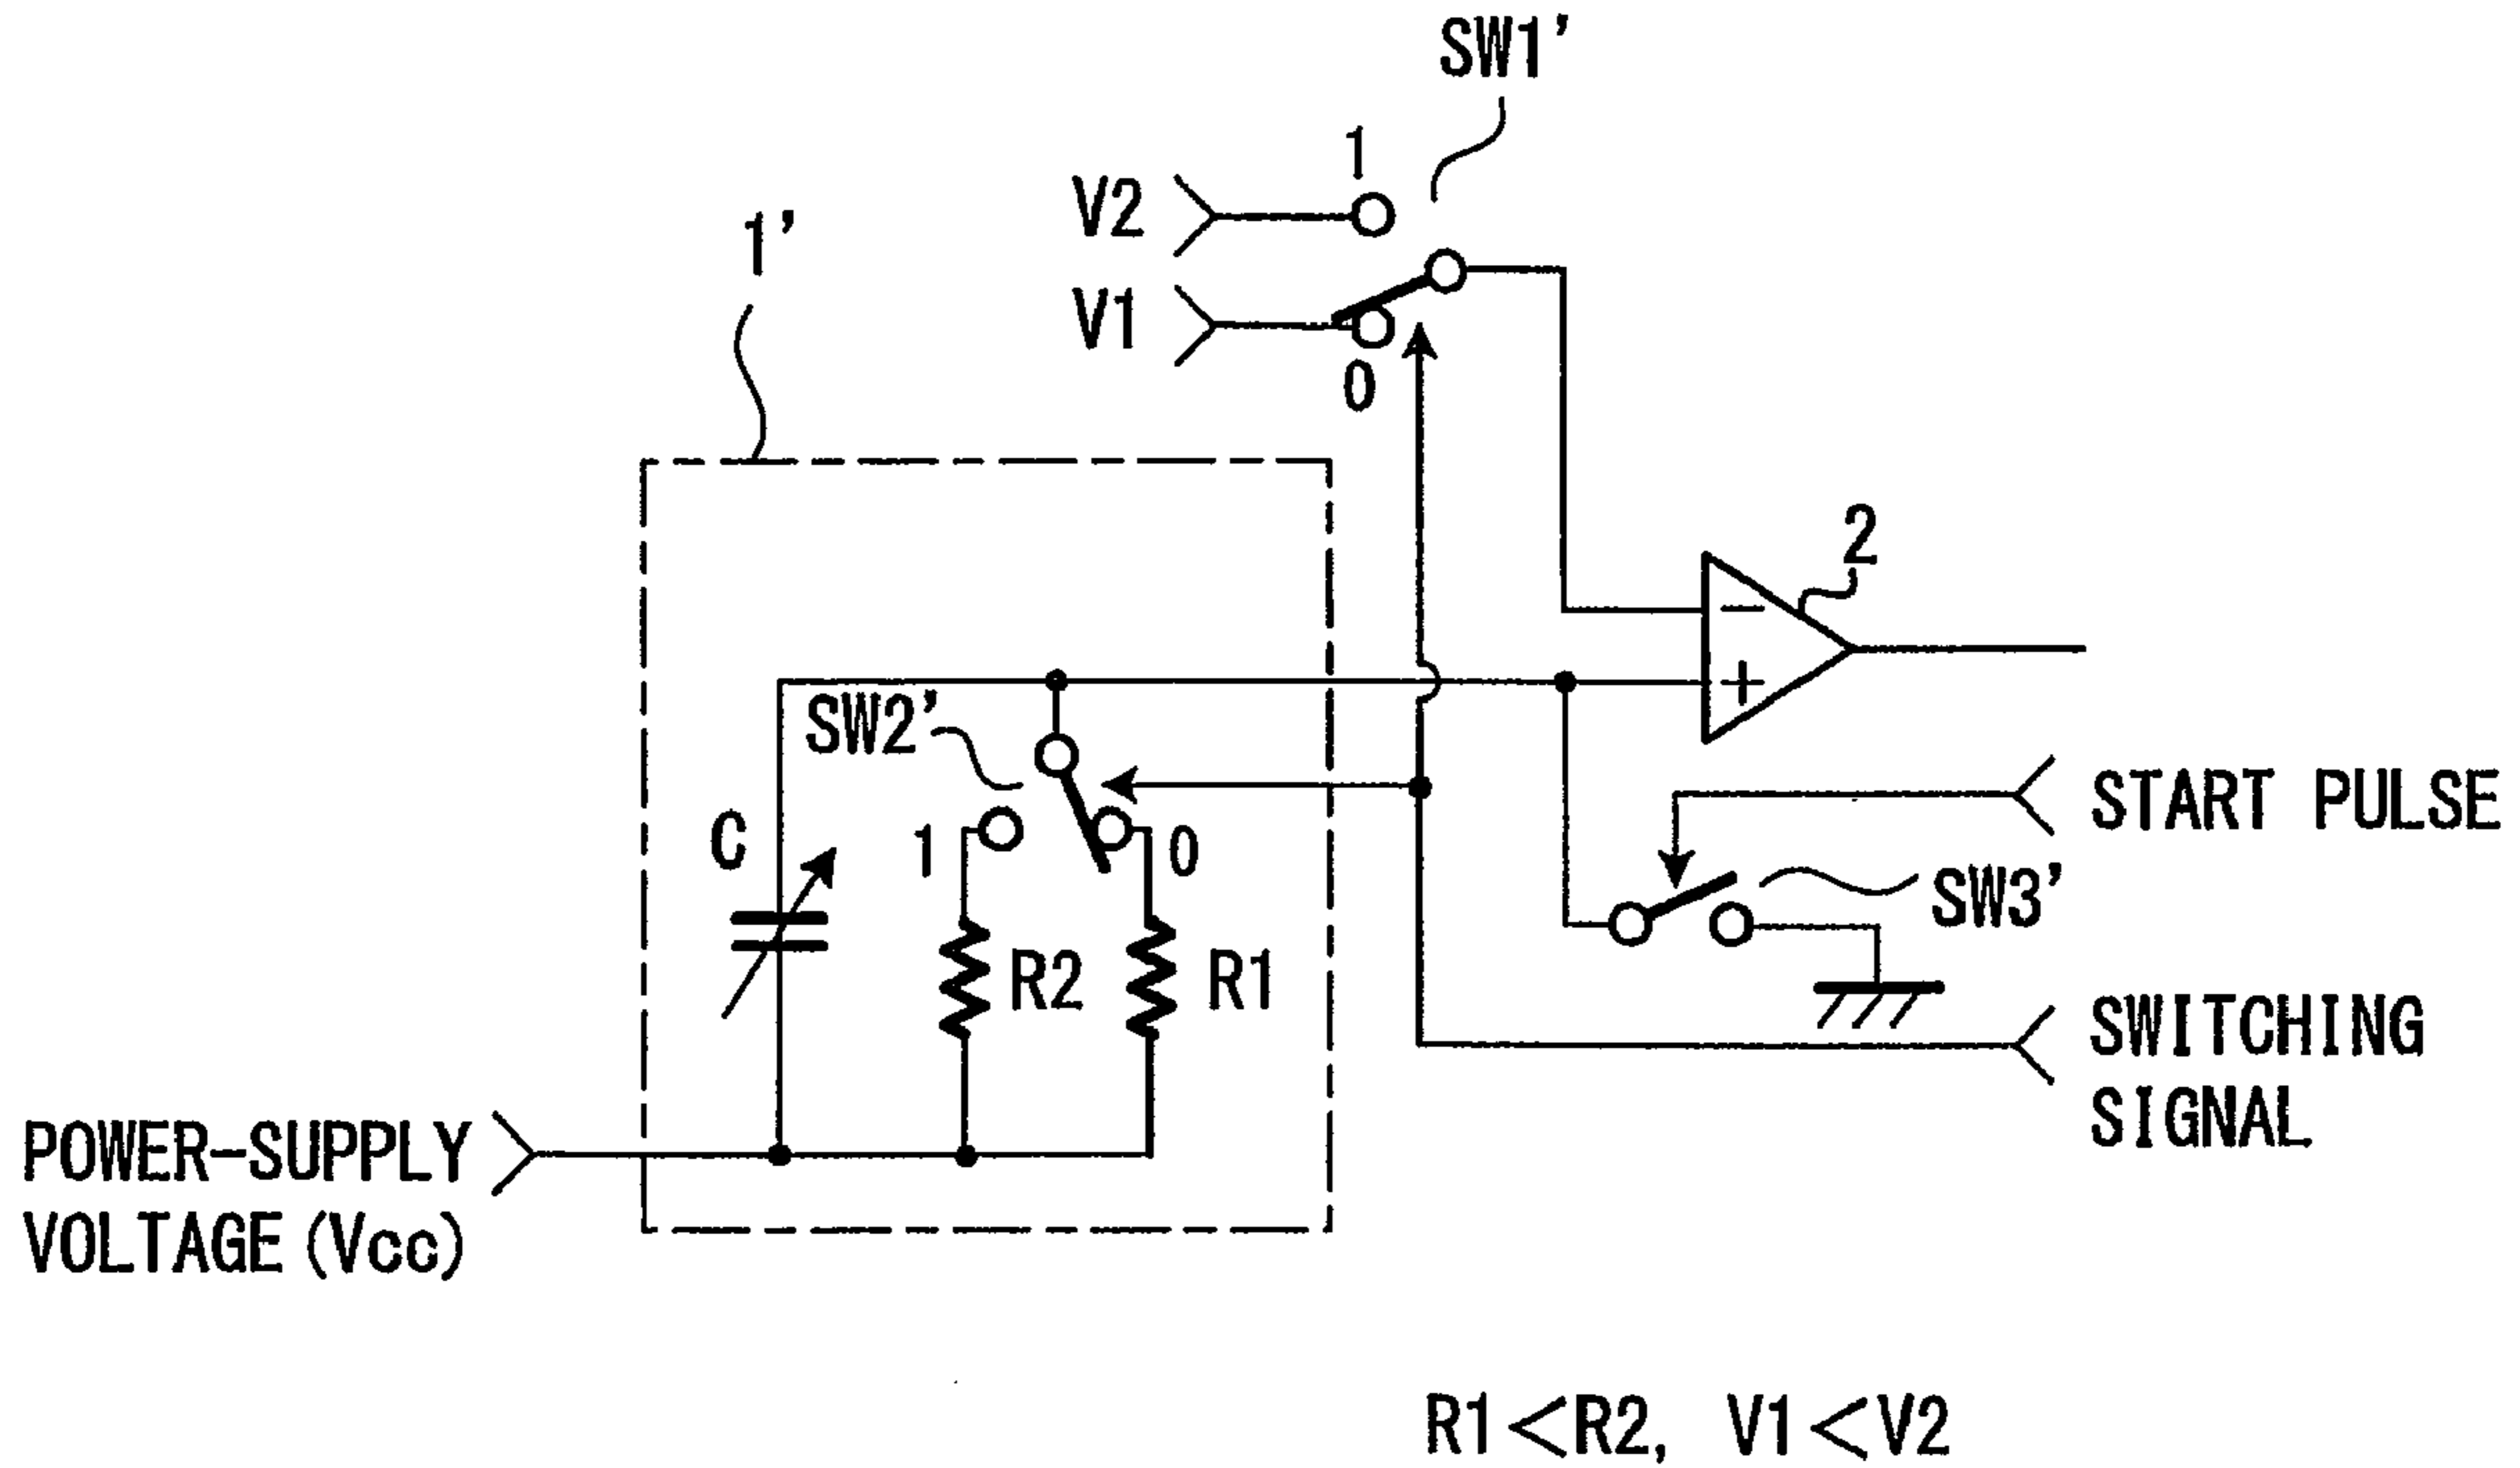 SW1'
1
V2
1'
V1
0
2
−
+
SW2'
START PULSE
C
1
0
SW3'
R2
R1
SWITCHING
SIGNAL
POWER-SUPPLY
VOLTAGE (Vcc)
R1<R2, V1<V2